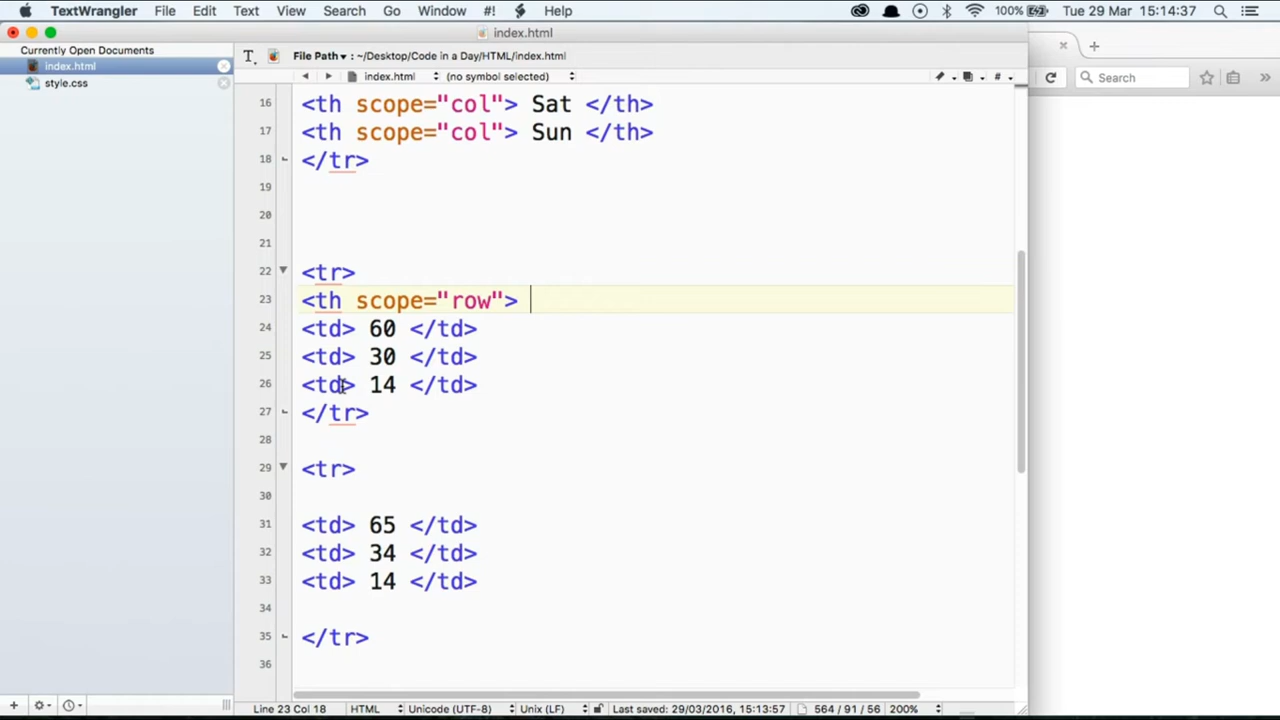 TextWrangler File Edit Text View Search Go Window #! Help 100% Tue 29 Mar 15:14:37
index.html
Currently Open Documents
index.html
style.css
File Path ▾ : ~/Desktop/Code in a Day/HTML/index.html
index.html (no symbol selected)
Search
16 <th scope="col"> Sat </th>
17 <th scope="col"> Sun </th>
18 </tr>
19
20
21
22 <tr>
23 <th scope="row">
24 <td> 60 </td>
25 <td> 30 </td>
26 <td> 14 </td>
27 </tr>
28
29 <tr>
30
31 <td> 65 </td>
32 <td> 34 </td>
33 <td> 14 </td>
34
35 </tr>
36
Line 23 Col 18 HTML Unicode (UTF-8) Unix (LF) Last saved: 29/03/2016, 15:13:57 564 / 91 / 56 200%